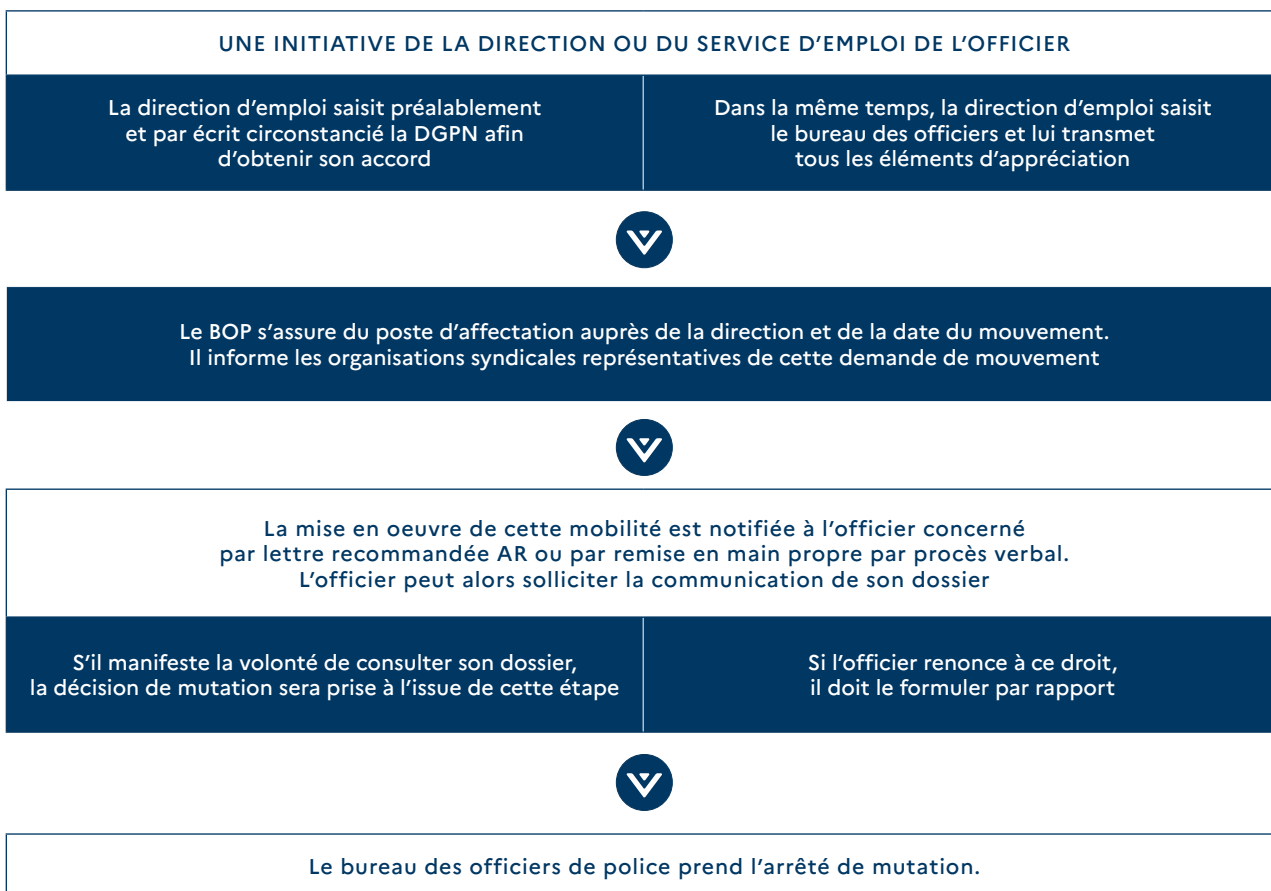 UNE INITIATIVE DE LA DIRECTION OU DU SERVICE D'EMPLOI DE L'OFFICIER
La direction d'emploi saisit préalablement
et par écrit circonstancié la DGPN afin
d'obtenir son accord
Dans la même temps, la direction d'emploi saisit
le bureau des officiers et lui transmet
tous les éléments d'appréciation
Le BOP s'assure du poste d'affectation auprès de la direction et de la date du mouvement.
Il informe les organisations syndicales représentatives de cette demande de mouvement
La mise en oeuvre de cette mobilité est notifiée à l'officier concerné
par lettre recommandée AR ou par remise en main propre par procès verbal.
L'officier peut alors solliciter la communication de son dossier
S'il manifeste la volonté de consulter son dossier,
la décision de mutation sera prise à l'issue de cette étape
Si l'officier renonce à ce droit,
il doit le formuler par rapport
Le bureau des officiers de police prend l'arrêté de mutation.